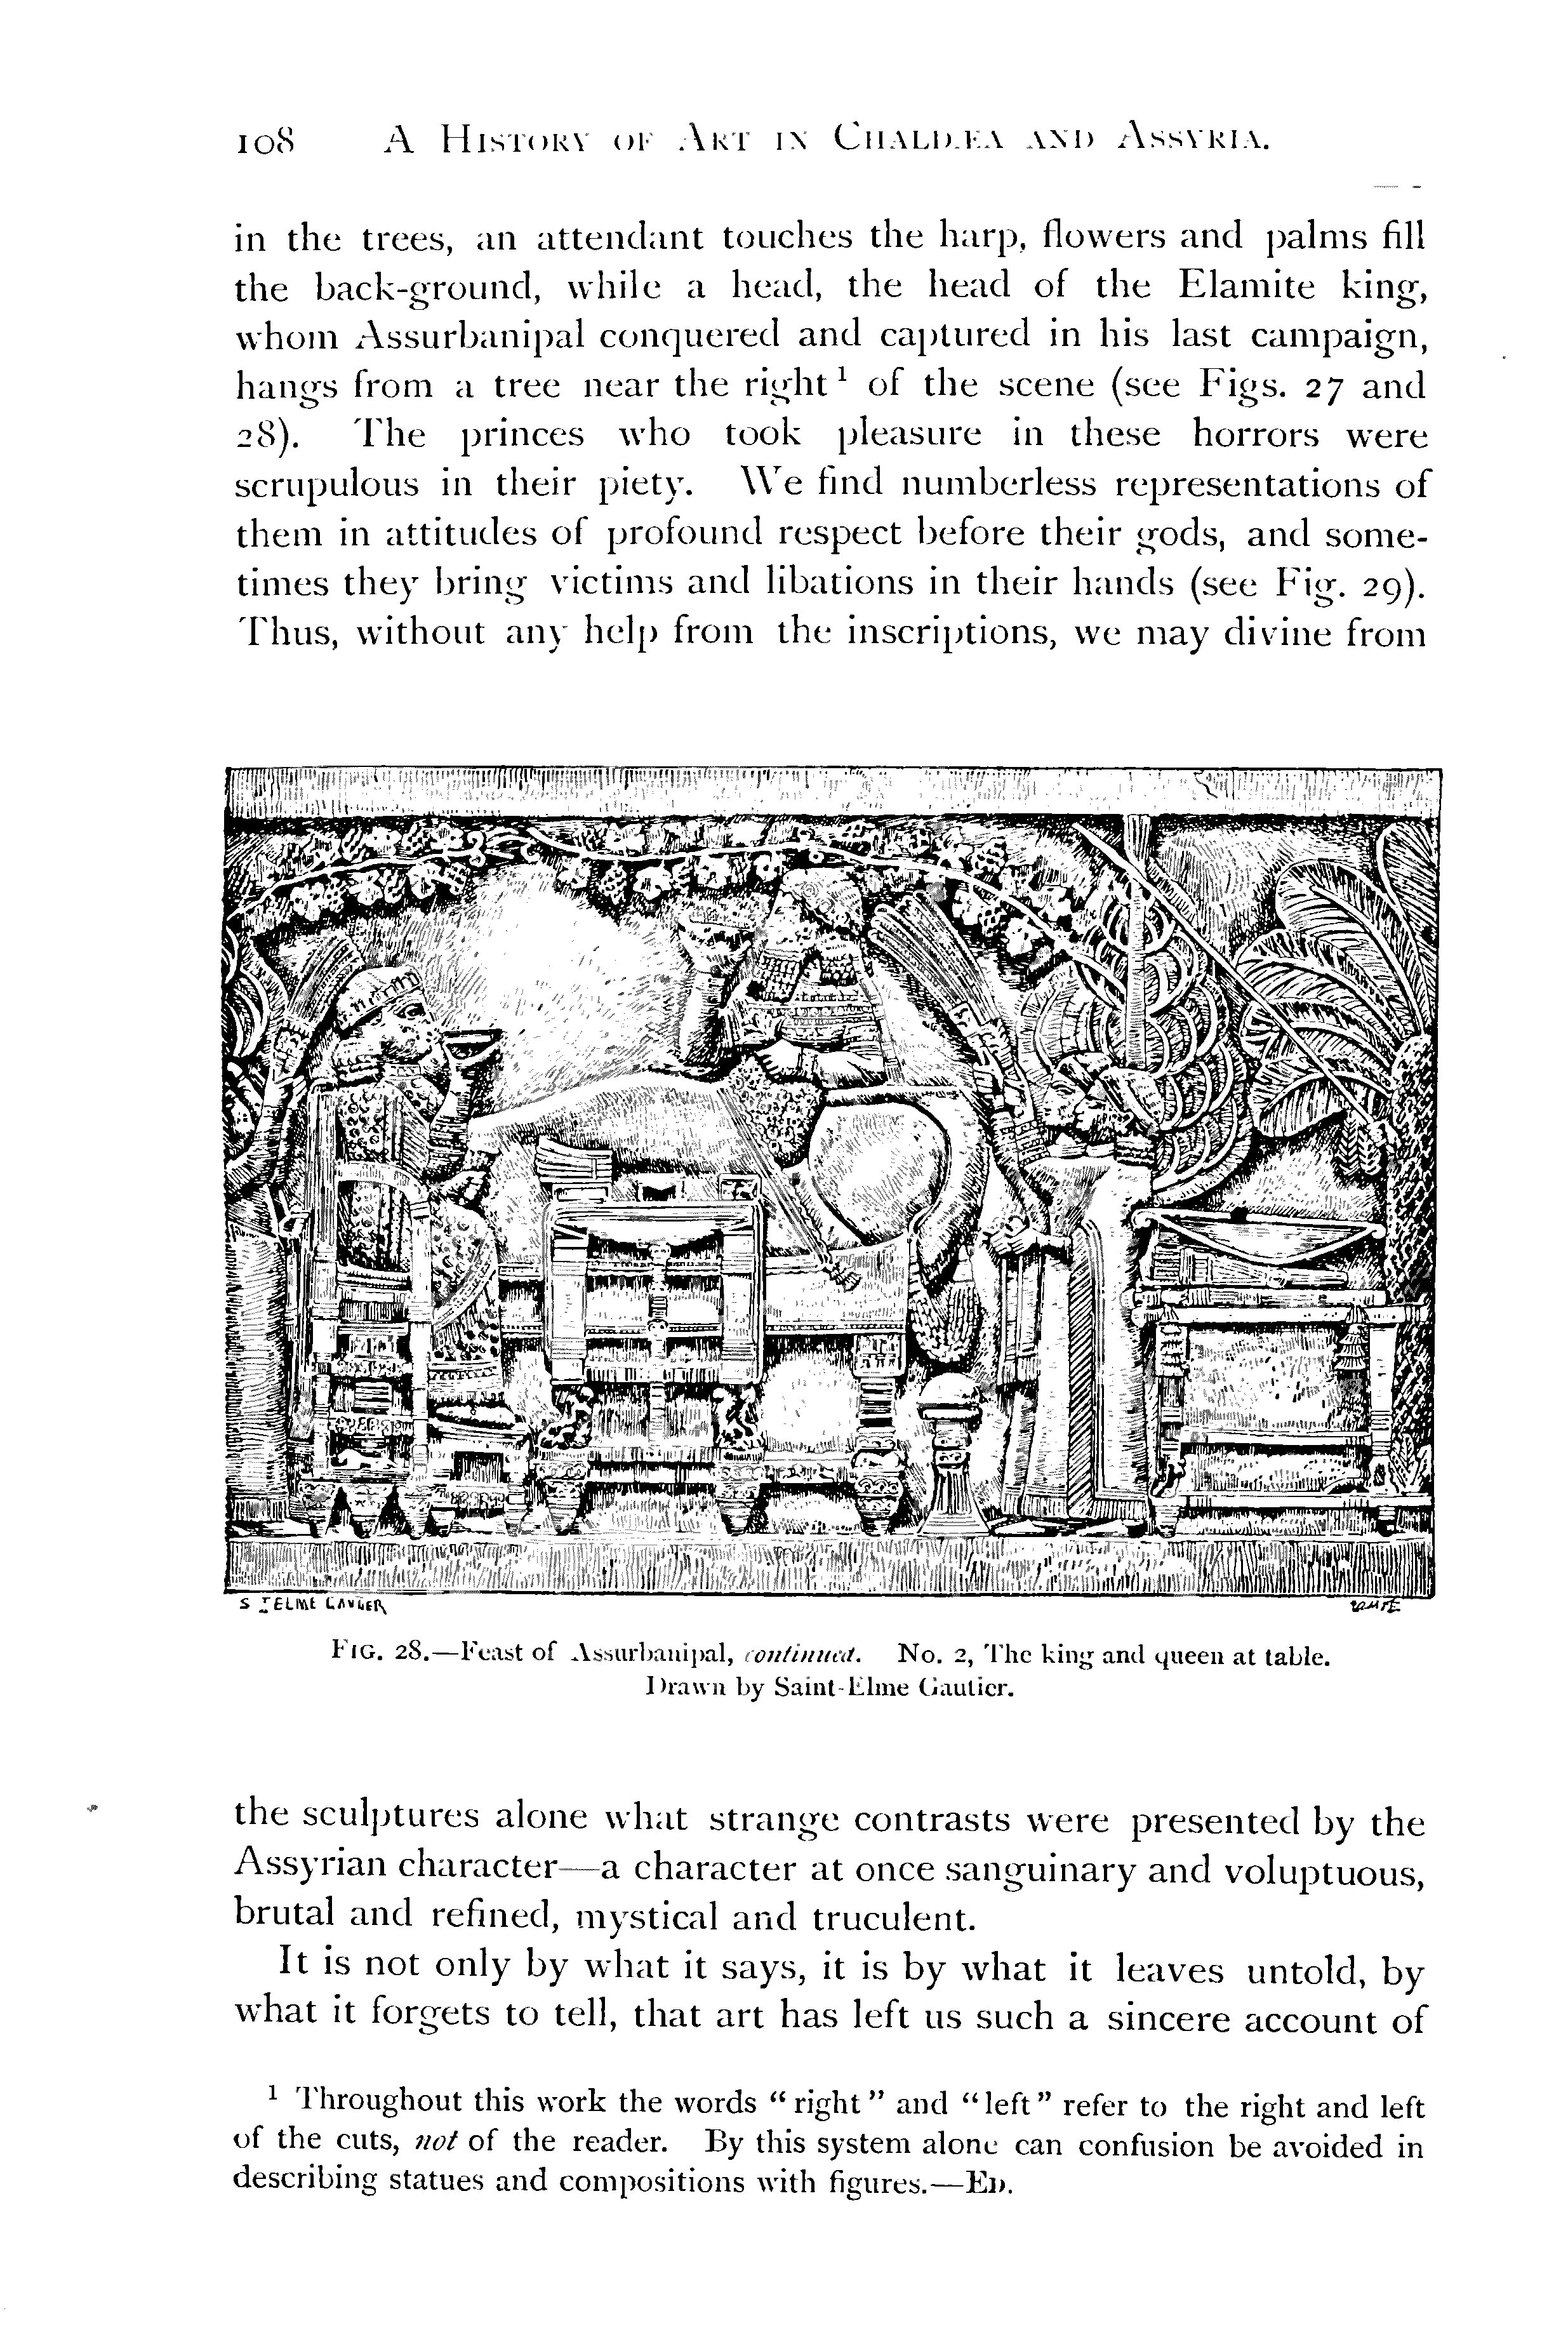 108 A History of Art in Chaldæa and Assyria.
in the trees, an attendant touches the harp, flowers and palms fill
the back-ground, while a head, the head of the Elamite king,
whom Assurbanipal conquered and captured in his last campaign,
hangs from a tree near the right¹ of the scene (see Figs. 27 and
28). The princes who took pleasure in these horrors were
scrupulous in their piety. We find numberless representations of
them in attitudes of profound respect before their gods, and some-
times they bring victims and libations in their hands (see Fig. 29).
Thus, without any help from the inscriptions, we may divine from
Fig. 28.—Feast of Assurbanipal, continued. No. 2, The king and queen at table.
Drawn by Saint-Elme Gautier.
the sculptures alone what strange contrasts were presented by the
Assyrian character—a character at once sanguinary and voluptuous,
brutal and refined, mystical and truculent.
It is not only by what it says, it is by what it leaves untold, by
what it forgets to tell, that art has left us such a sincere account of
¹ Throughout this work the words “right” and “left” refer to the right and left
of the cuts, not of the reader. By this system alone can confusion be avoided in
describing statues and compositions with figures.—Ed.